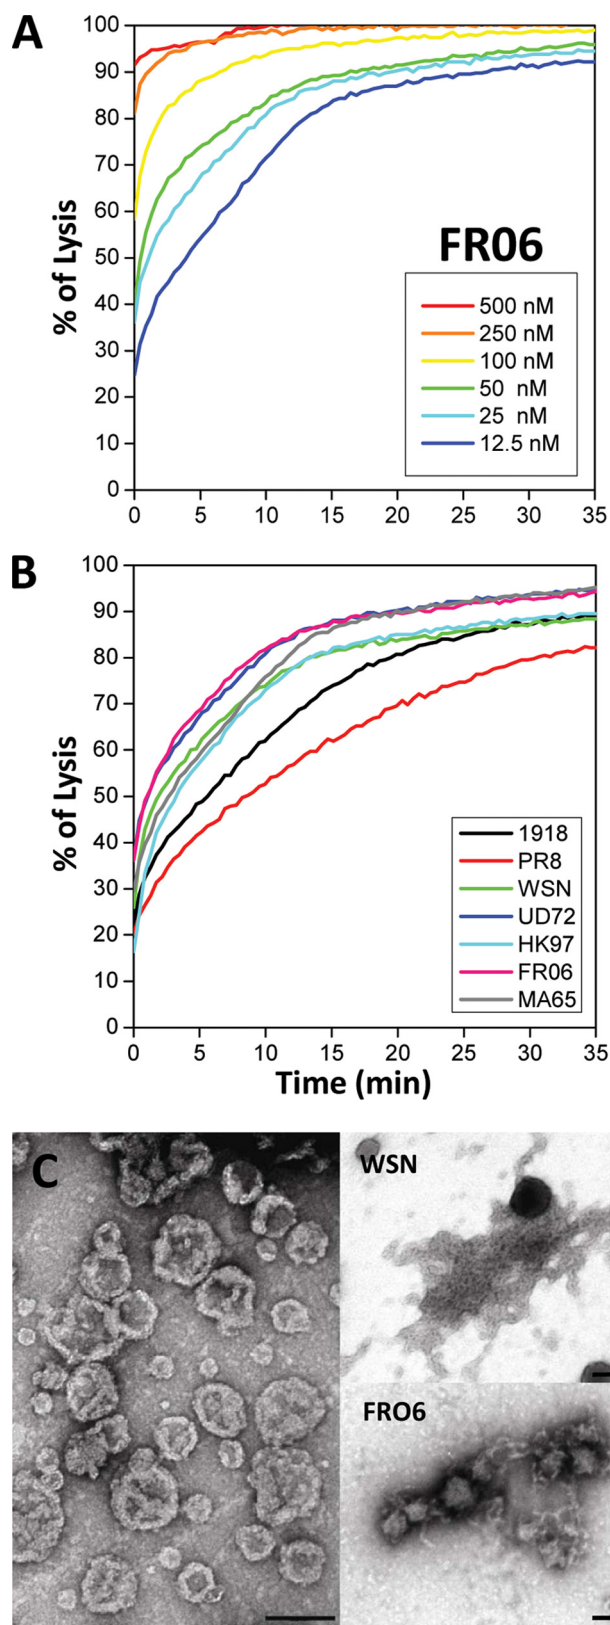 A
100
90
80
70
60
50
40
30
20
10
0
% of Lysis
FR06
500 nM
250 nM
100 nM
50 nM
25 nM
12.5 nM
0 5 10 15 20 25 30 35
B
100
90
80
70
60
50
40
30
20
10
0
% of Lysis
1918
PR8
WSN
UD72
HK97
FR06
MA65
0 5 10 15 20 25 30 35
Time (min)
C
WSN
FRO6